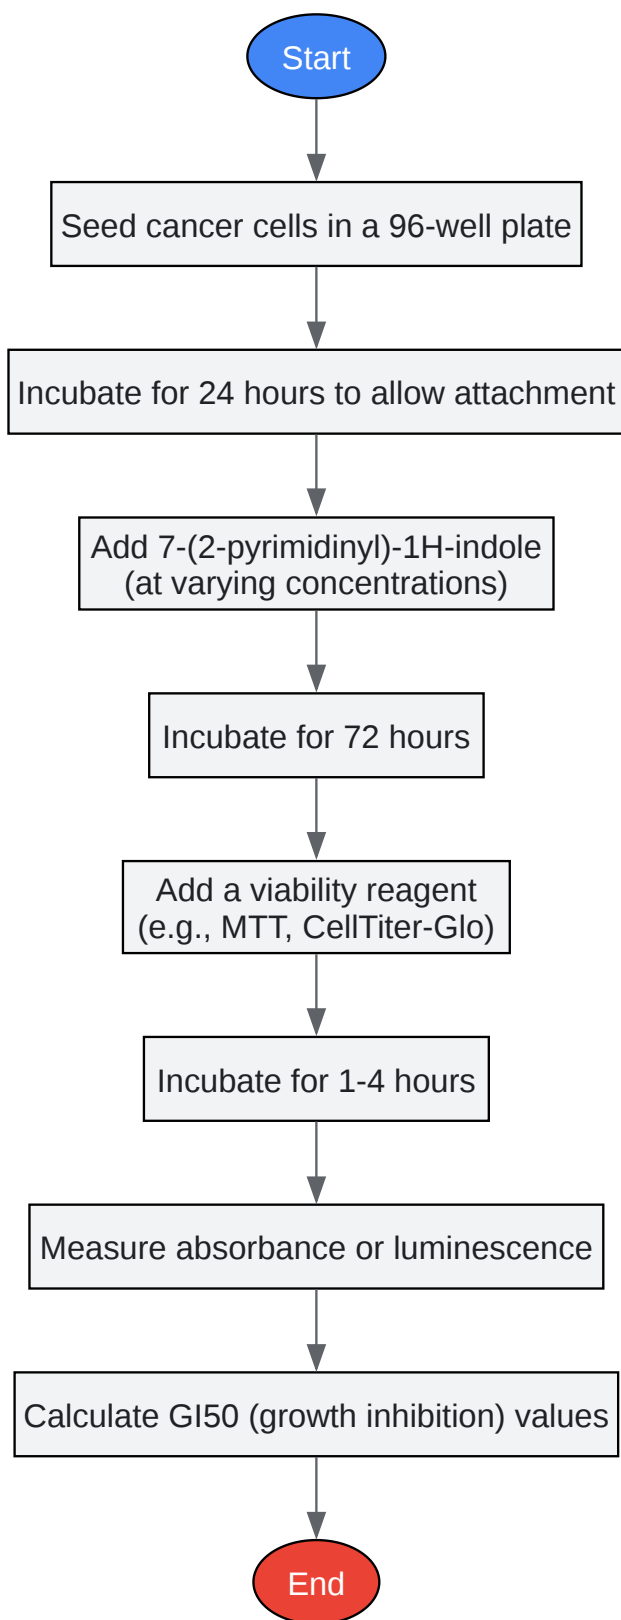 Start
Seed cancer cells in a 96-well plate
Incubate for 24 hours to allow attachment
Add 7-(2-pyrimidinyl)-1H-indole
(at varying concentrations)
Incubate for 72 hours
Add a viability reagent
(e.g., MTT, CellTiter-Glo)
Incubate for 1-4 hours
Measure absorbance or luminescence
Calculate GI50 (growth inhibition) values
End